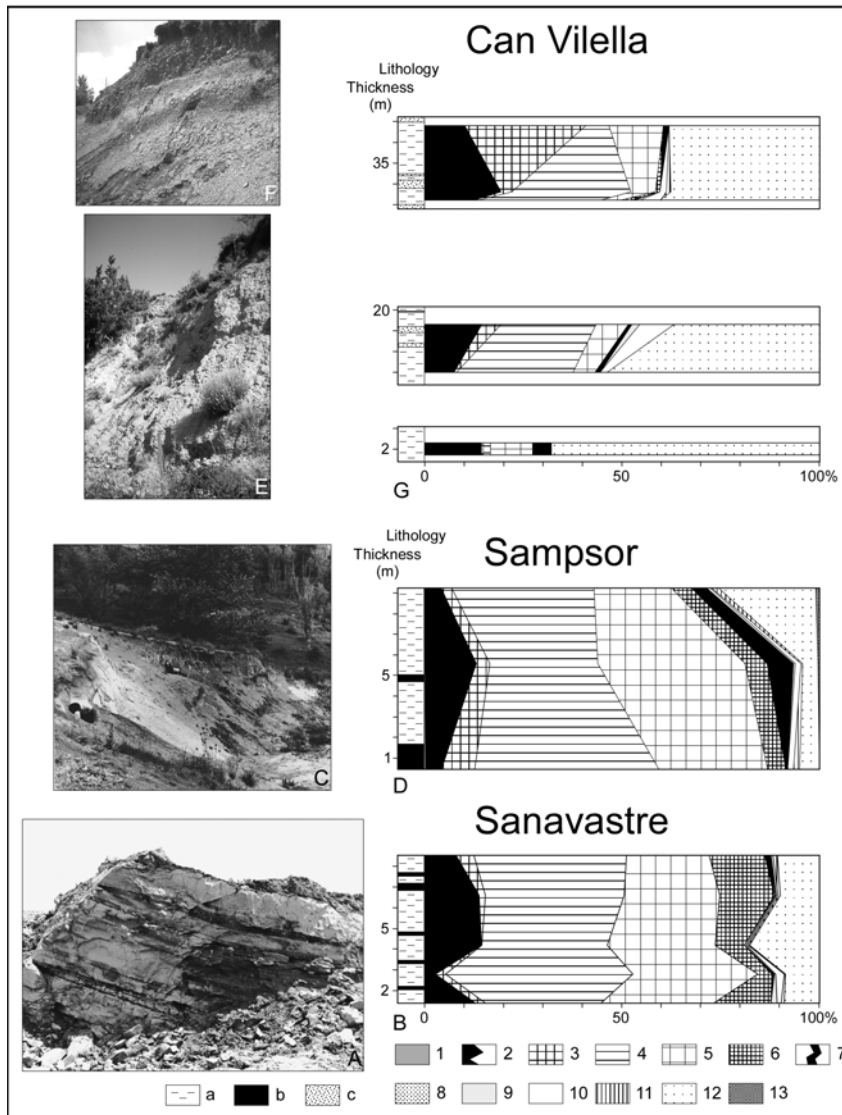 Can Vilella
Lithology
Thickness
(m)
35
20
2
F
E
G
0
50
100%
Sampsor
Lithology
Thickness
(m)
5
1
C
D
Sanavastre
5
2
A
B
0
50
100%
1 2 3 4 5 6 7
a b c 8 9 10 11 12 13